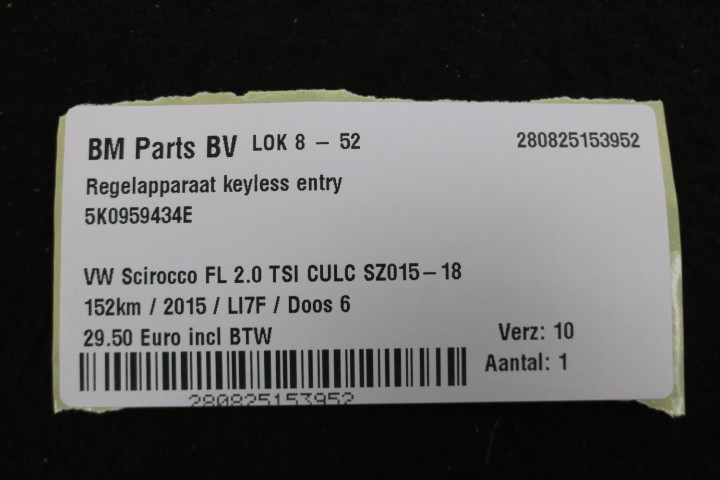 BM Parts BV LOK 8 - 52 280825153952
Regelapparaat keyless entry
5K0959434E
VW Scirocco FL 2.0 TSI CULC SZ015-18
152km / 2015 / LI7F / Doos 6
29.50 Euro incl BTW Verz: 10
Aantal: 1
280825153952